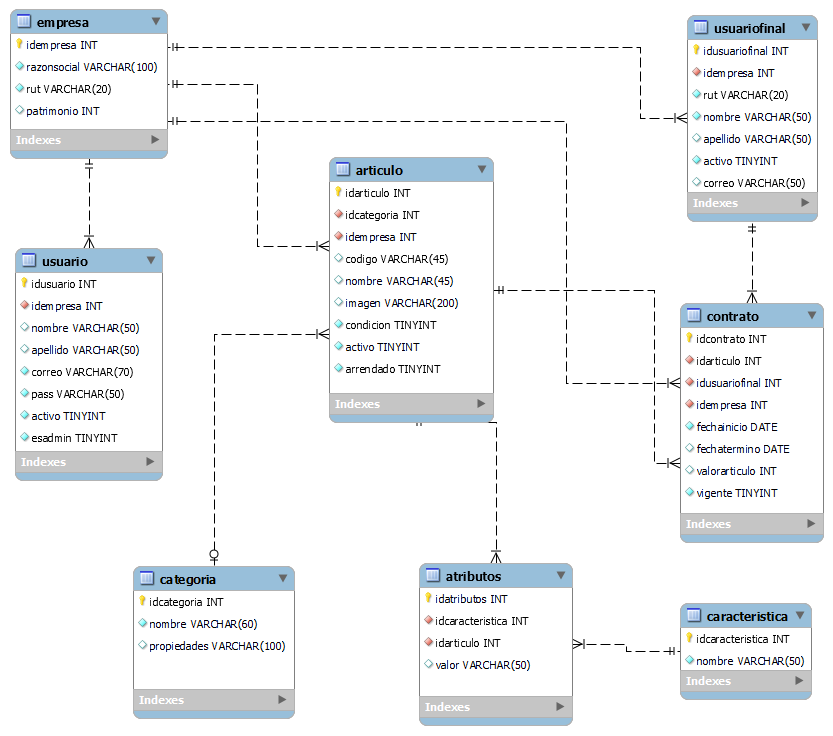 empresa
idempresa INT
razonsocial VARCHAR(100)
rut VARCHAR(20)
patrimonio INT
Indexes
usuariofinal
idusuariofinal INT
idempresa INT
rut VARCHAR(20)
nombre VARCHAR(50)
apellido VARCHAR(50)
activo TINYINT
correo VARCHAR(50)
Indexes
articulo
idarticulo INT
idcategoria INT
idempresa INT
codigo VARCHAR(45)
nombre VARCHAR(45)
imagen VARCHAR(200)
condicion TINYINT
activo TINYINT
arrendado TINYINT
Indexes
usuario
idusuario INT
idempresa INT
nombre VARCHAR(50)
apellido VARCHAR(50)
correo VARCHAR(70)
pass VARCHAR(50)
activo TINYINT
esadmin TINYINT
Indexes
contrato
idcontrato INT
idarticulo INT
idusuariofinal INT
idempresa INT
fechainicio DATE
fechatermino DATE
valorarticulo INT
vigente TINYINT
Indexes
categoria
idcategoria INT
nombre VARCHAR(60)
propiedades VARCHAR(100)
Indexes
atributos
idatributos INT
idcaracteristica INT
idarticulo INT
valor VARCHAR(50)
Indexes
caracteristica
idcaracteristica INT
nombre VARCHAR(50)
Indexes